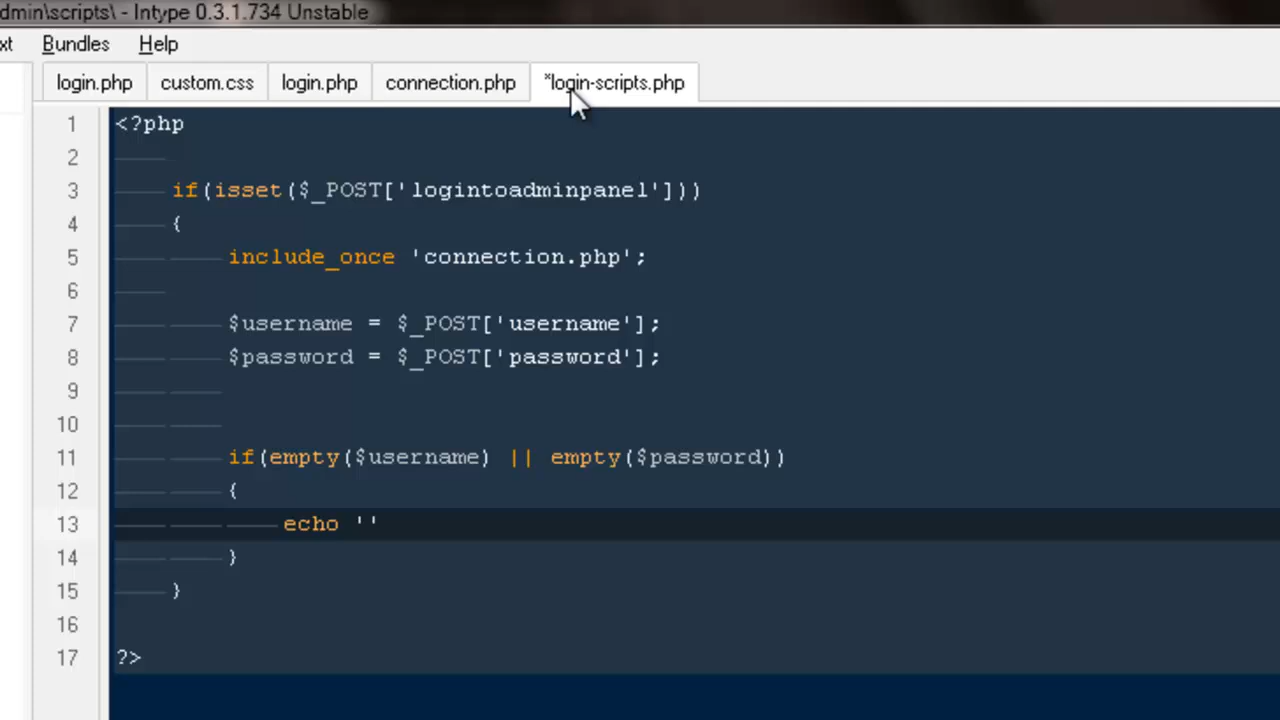 dmin\scripts\ - Intype 0.3.1.734 Unstable
xt Bundles Help
login.php custom.css login.php connection.php *login-scripts.php
1 <?php
2
3 if(isset($_POST['logintoadminpanel']))
4 {
5 include_once 'connection.php';
6
7 $username = $_POST['username'];
8 $password = $_POST['password'];
9
10
11 if(empty($username) || empty($password))
12 {
13 echo ''
14 }
15 }
16
17 ?>